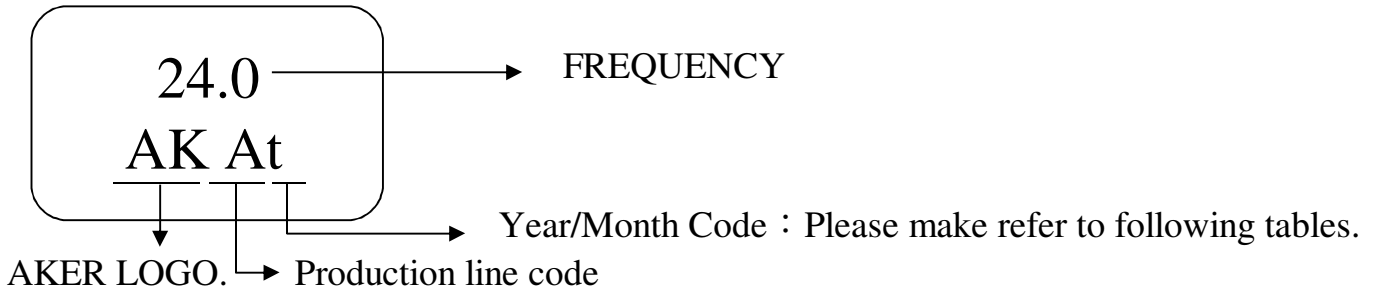 24.0 FREQUENCY
AK At
Year/Month Code：Please make refer to following tables.
AKER LOGO. Production line code